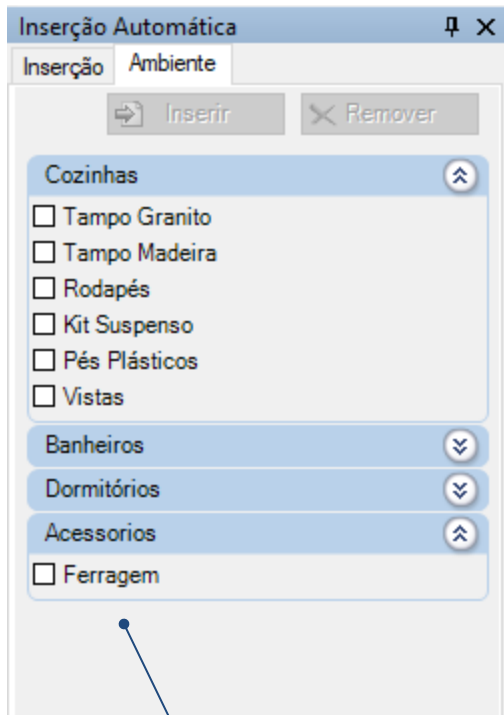 Inserção Automática
Inserção Ambiente
Inserir Remover
Cozinhas
Tampo Granito
Tampo Madeira
Rodapés
Kit Suspenso
Pés Plásticos
Vistas
Banheiros
Dormitórios
Acessorios
Ferragem